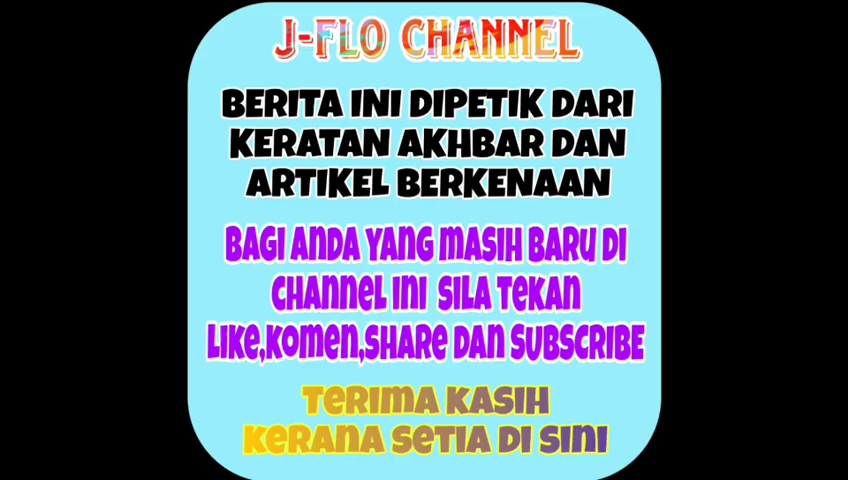 J-FLO CHANNEL
BERITA INI DIPETIK DARI
KERATAN AKHBAR DAN
ARTIKEL BERKENAAN
BAGI ANDA YANG MASIH BARU DI
CHANNEL INI SILA TEKAN
LIKE,KOMEN,SHARE DAN SUBSCRIBE
TERIMA KASIH
KERANA SETIA DI SINI